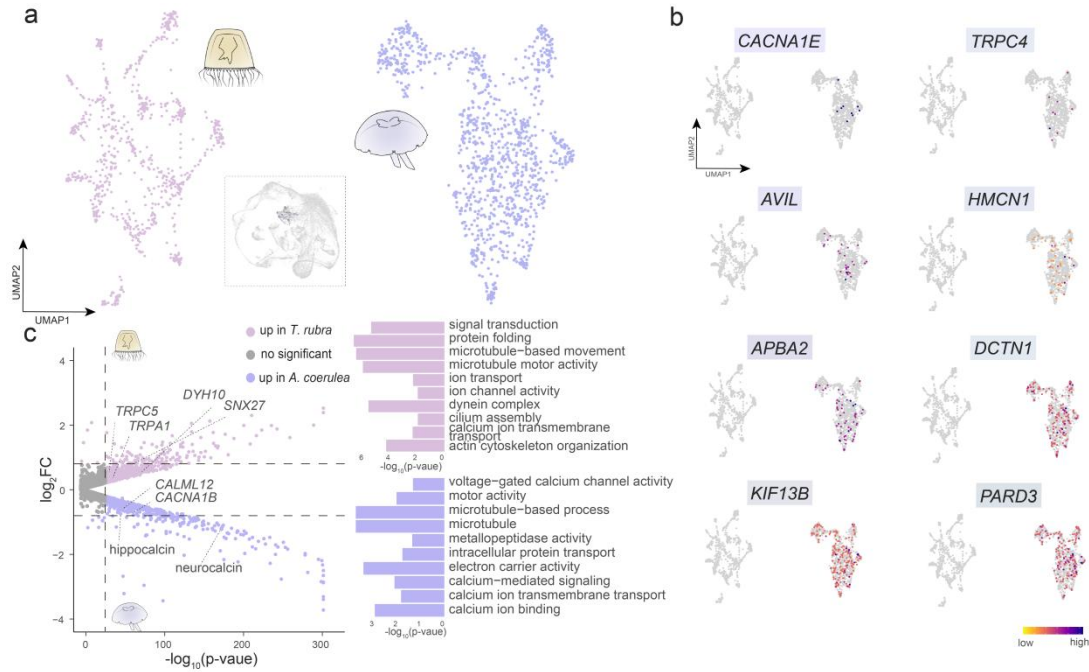 a
UMAP2
UMAP1
b
CACNA1E
TRPC4
UMAP2
UMAP1
AVIL
HMCN1
APBA2
DCTN1
KIF13B
PARD3
low
high
c
up in T. rubra
no significant
up in A. coerulea
log2FC
4
2
0
−2
−4
0
100
200
300
-log10(p-vaue)
DYH10
SNX27
TRPC5
TRPA1
CALML12
CACNA1B
hippocalcin
neurocalcin
signal transduction
protein folding
microtubule−based movement
microtubule motor activity
ion transport
ion channel activity
dynein complex
cilium assembly
calcium ion transmembrane
transport
actin cytoskeleton organization
6 4 2 0
-log10(p-vaue)
voltage-gated calcium channel activity
motor activity
microtubule−based process
microtubule
metallopeptidase activity
intracellular protein transport
electron carrier activity
calcium−mediated signaling
calcium ion transmembrane transport
calcium ion binding
3 2 1 0
-log10(p-vaue)